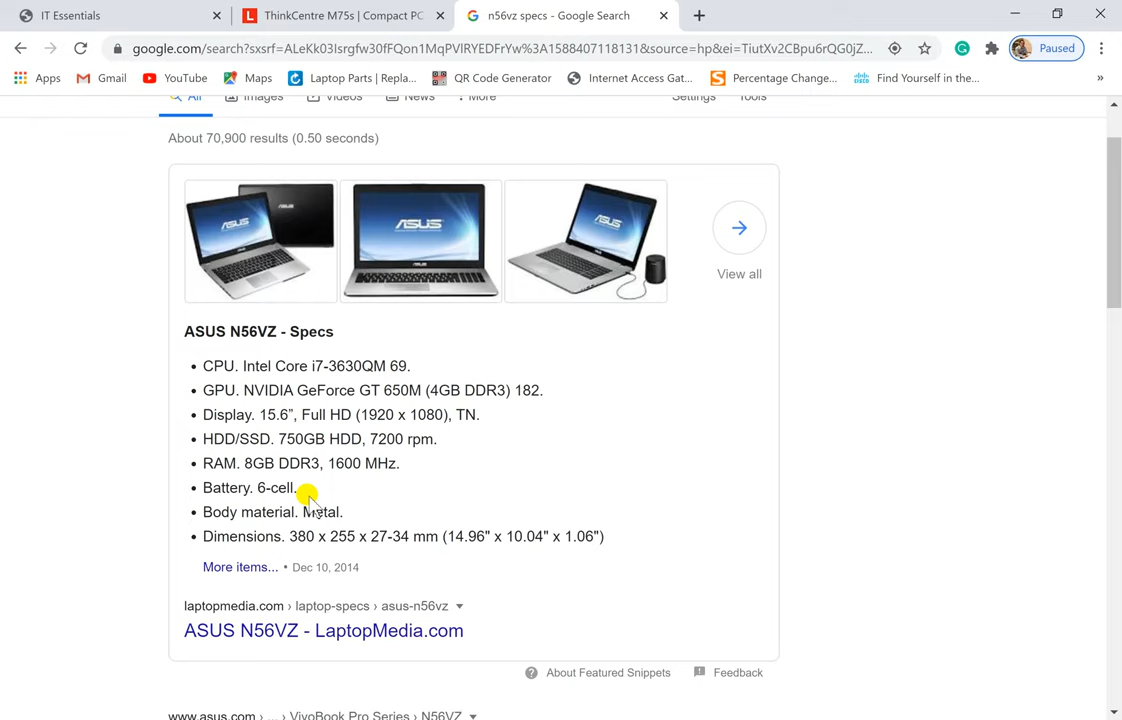 IT Essentials
ThinkCentre M75s | Compact PC
n56vz specs - Google Search
google.com/search?sxsrf=ALeKk03Isrgfw30fFQon1MqPVlRYEDFrYw%3A1588407118131&source=hp&ei=TiutXv2CBpu6rQG0jZ...
Paused
Apps
Gmail
YouTube
Maps
Laptop Parts | Repla...
QR Code Generator
Internet Access Gat...
Percentage Change...
Find Yourself in the...
»
All
Images
Videos
News
More
Settings
Tools
About 70,900 results (0.50 seconds)
ASUS
ASUS
ASUS
View all
ASUS N56VZ - Specs
• CPU. Intel Core i7-3630QM 69.
• GPU. NVIDIA GeForce GT 650M (4GB DDR3) 182.
• Display. 15.6”, Full HD (1920 x 1080), TN.
• HDD/SSD. 750GB HDD, 7200 rpm.
• RAM. 8GB DDR3, 1600 MHz.
• Battery. 6-cell.
• Body material. Metal.
• Dimensions. 380 x 255 x 27-34 mm (14.96" x 10.04" x 1.06")
More items... • Dec 10, 2014
laptopmedia.com › laptop-specs › asus-n56vz
ASUS N56VZ - LaptopMedia.com
About Featured Snippets
Feedback
www.asus.com › ... › VivoBook Pro Series › N56VZ